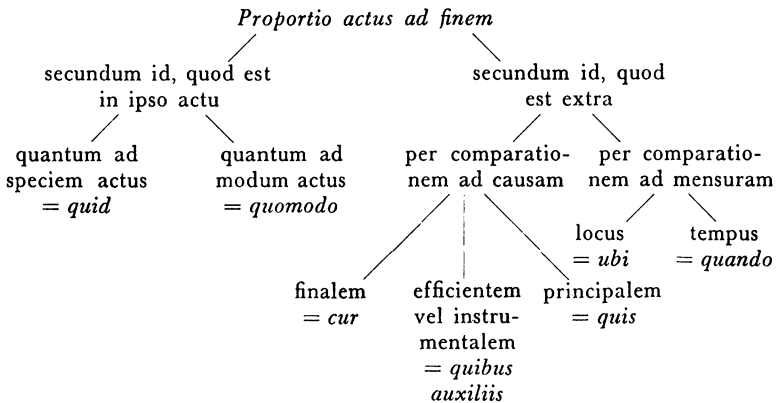 Proportio actus ad finem
secundum id, quod est
in ipso actu
secundum id, quod
est extra
quantum ad
speciem actus
= quid
quantum ad
modum actus
= quomodo
per comparatio-
nem ad causam
per comparatio-
nem ad mensuram
locus
= ubi
tempus
= quando
finalem
= cur
efficientem
vel instru-
mentalem
= quibus
auxiliis
principalem
= quis